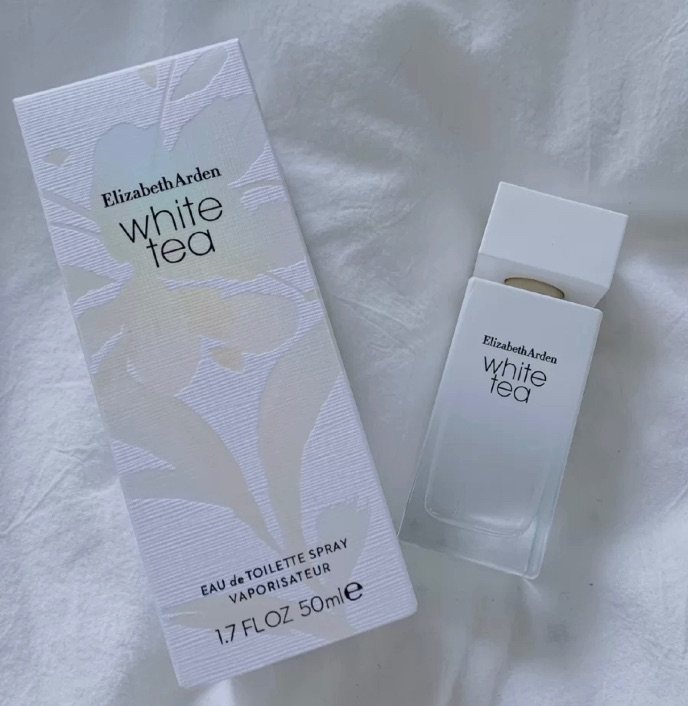 ElizabethArden
white
tea
EAU de TOILETTE SPRAY
VAPORISATEUR
1.7 FL OZ 50ml e
ElizabethArden
white
tea